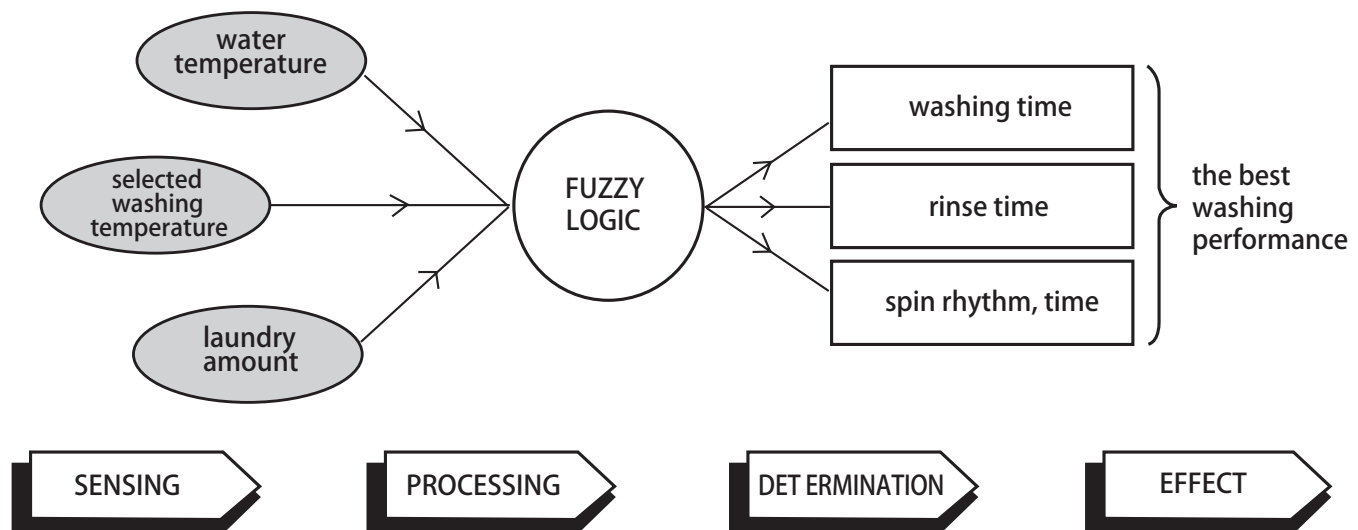 water
temperature
selected
washing
temperature
laundry
amount
FUZZY
LOGIC
washing time
rinse time
spin rhythm, time
the best
washing
performance
SENSING
PROCESSING
DET ERMINATION
EFFECT